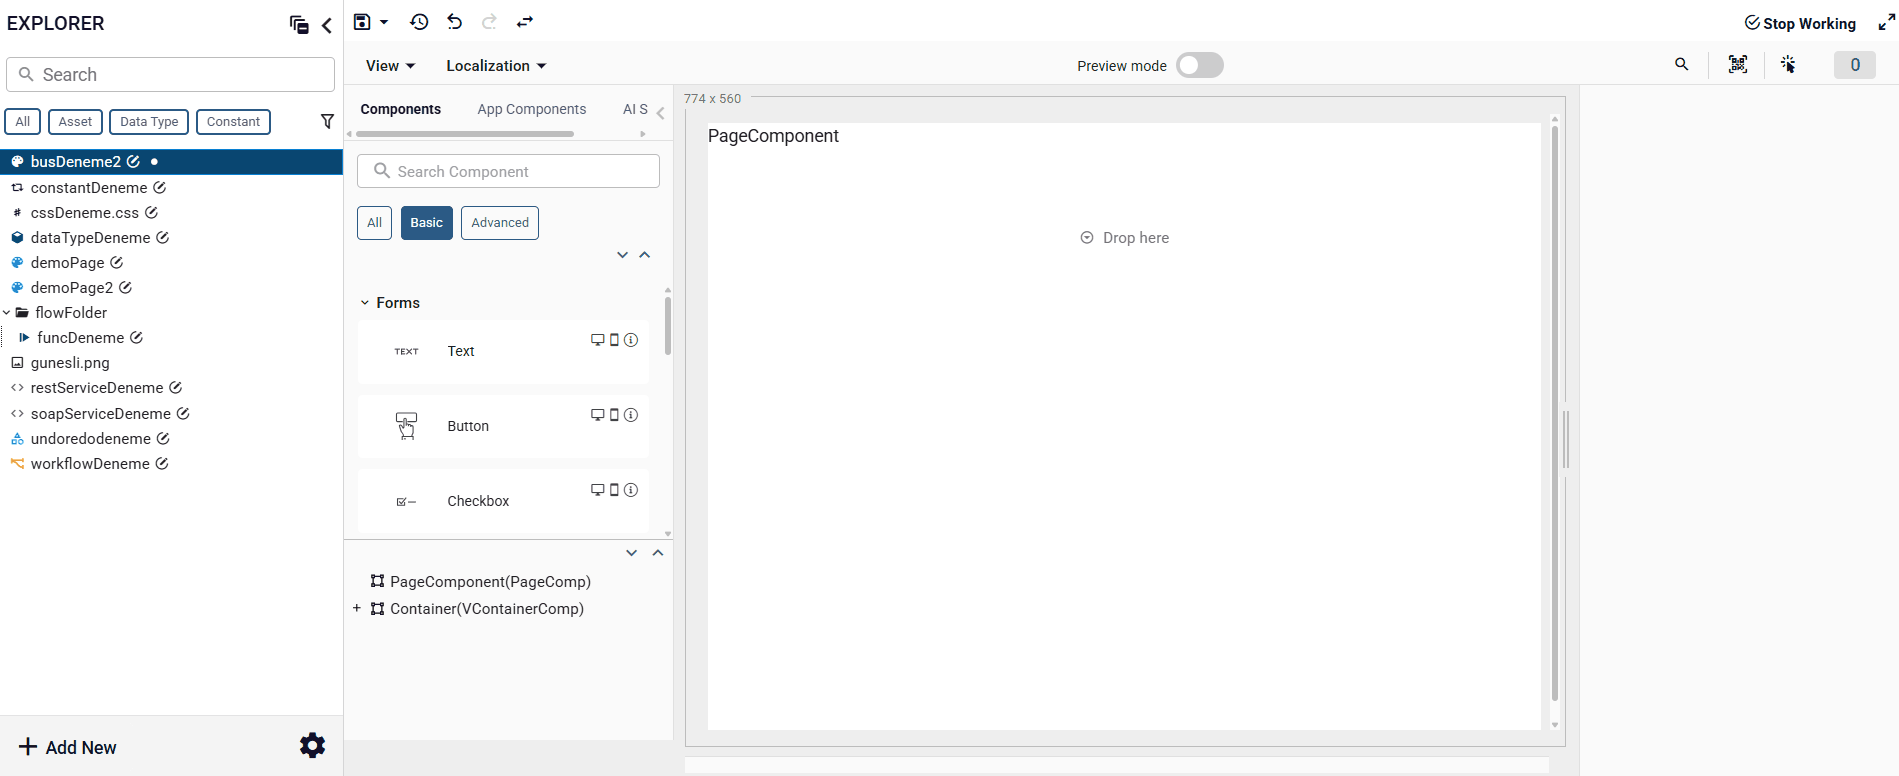 EXPLORER
Search
All
Asset
Data Type
Constant
busDeneme2
constantDeneme
# cssDeneme.css
dataTypeDeneme
demoPage
demoPage2
flowFolder
funcDeneme
gunesli.png
<> restServiceDeneme
<> soapServiceDeneme
undoredodeneme
workflowDeneme
+ Add New
Stop Working
View
Localization
Preview mode
0
Components
App Components
AI S
Search Component
All
Basic
Advanced
Forms
TEXT
Text
Button
Checkbox
PageComponent(PageComp)
+ Container(VContainerComp)
774 x 560
PageComponent
Drop here